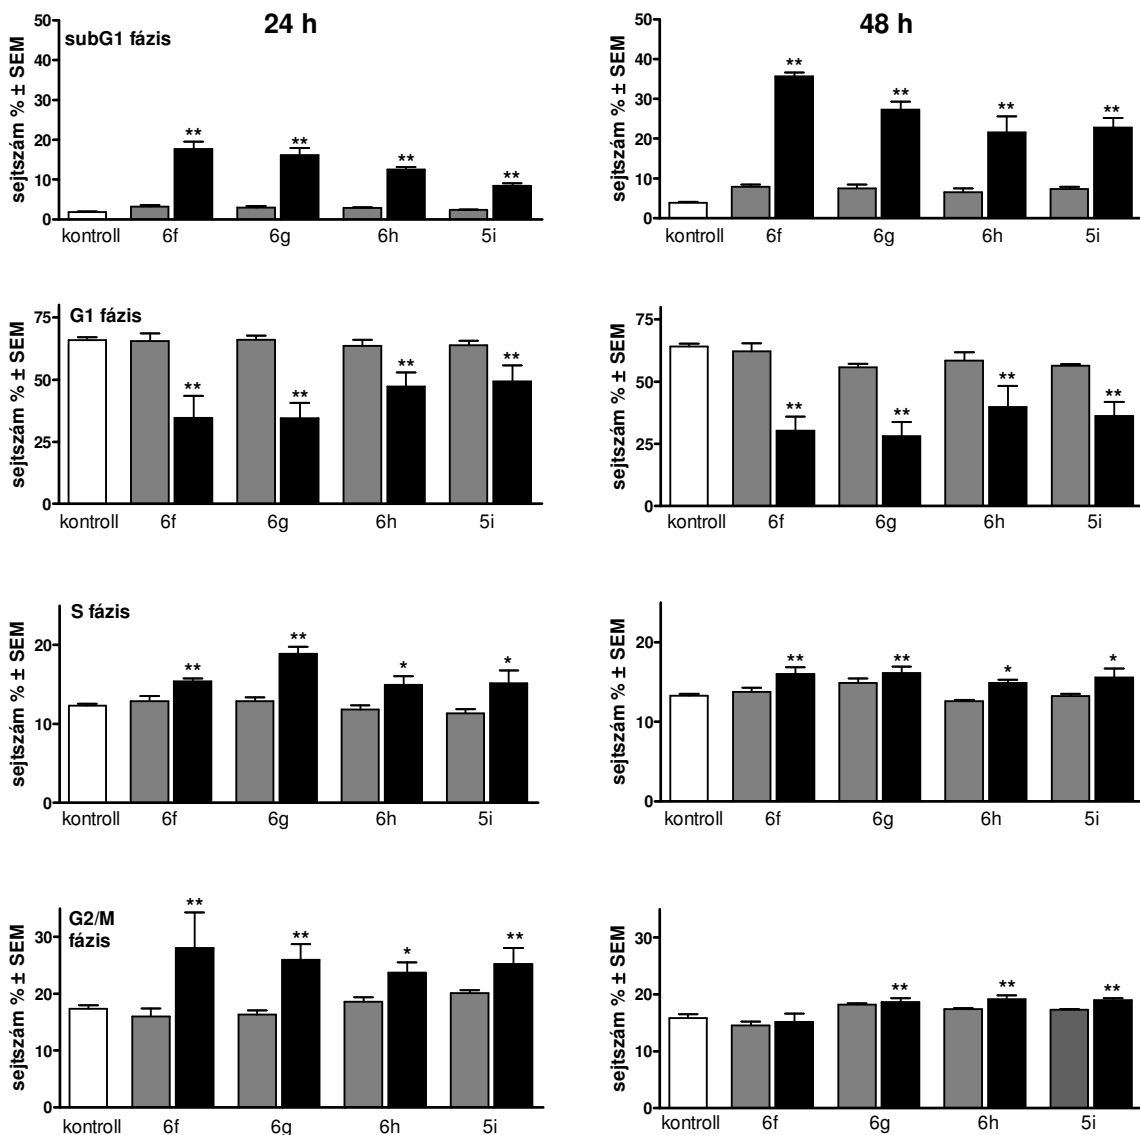 24 h
48 h
subG1 fázis
sejtszám % ± SEM
50
40
30
20
10
0
** ** ** **
kontroll 6f 6g 6h 5i
sejtszám % ± SEM
50
40
30
20
10
0
** ** ** **
kontroll 6f 6g 6h 5i
G1 fázis
sejtszám % ± SEM
75
50
25
0
** ** ** **
kontroll 6f 6g 6h 5i
sejtszám % ± SEM
75
50
25
0
** ** ** **
kontroll 6f 6g 6h 5i
S fázis
sejtszám % ± SEM
20
10
0
** ** * *
kontroll 6f 6g 6h 5i
sejtszám % ± SEM
20
10
0
** ** * *
kontroll 6f 6g 6h 5i
G2/M
fázis
sejtszám % ± SEM
30
20
10
0
** ** * **
kontroll 6f 6g 6h 5i
sejtszám % ± SEM
30
20
10
0
** ** **
kontroll 6f 6g 6h 5i